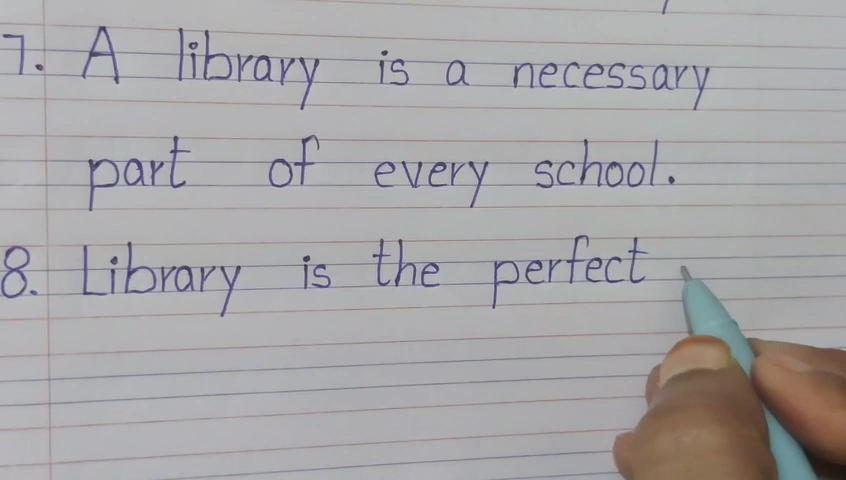 7. A library is a necessary
part of every school.
8. Library is the perfect